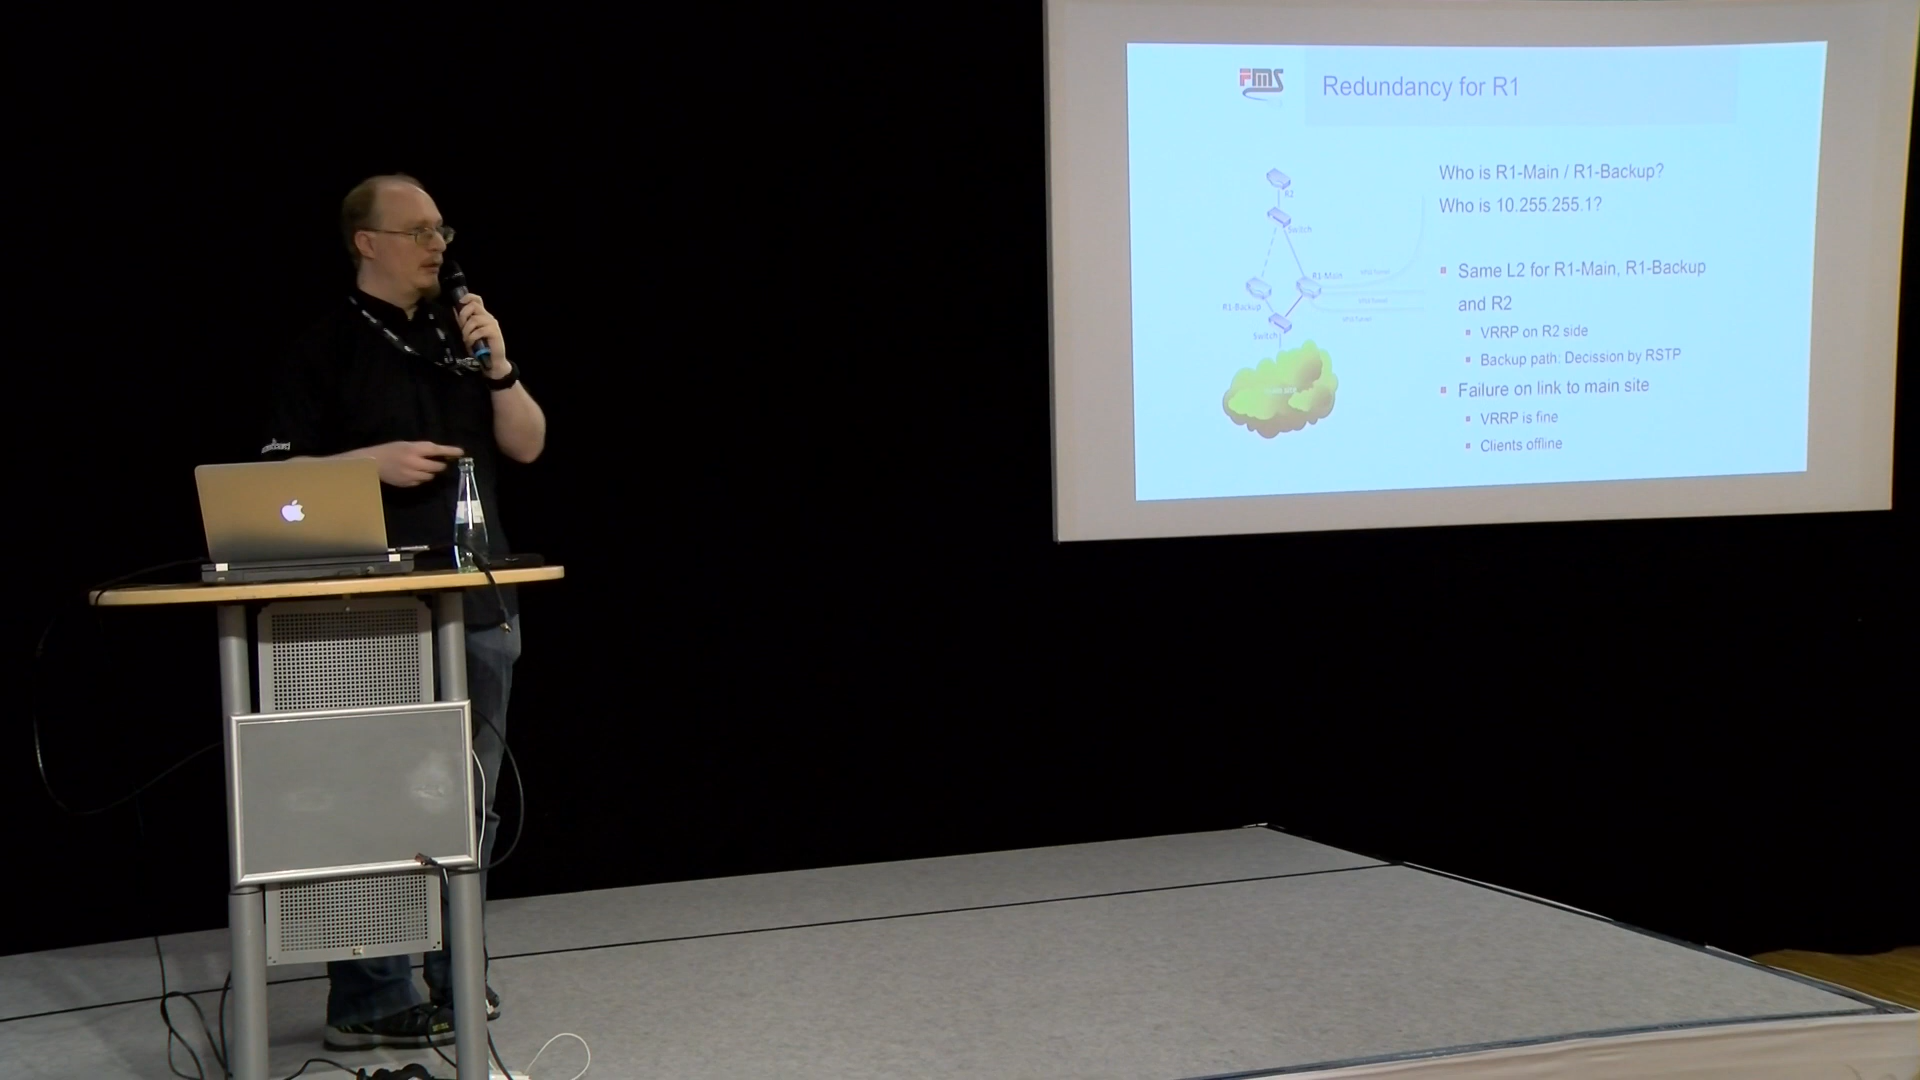 FMS
Redundancy for R1
Who is R1-Main / R1-Backup?
Who is 10.255.255.1?
Same L2 for R1-Main, R1-Backup
and R2
VRRP on R2 side
Backup path: Decission by RSTP
Failure on link to main site
VRRP is fine
Clients offline
R2
Switch
R1-Main
R1-Backup
Switch